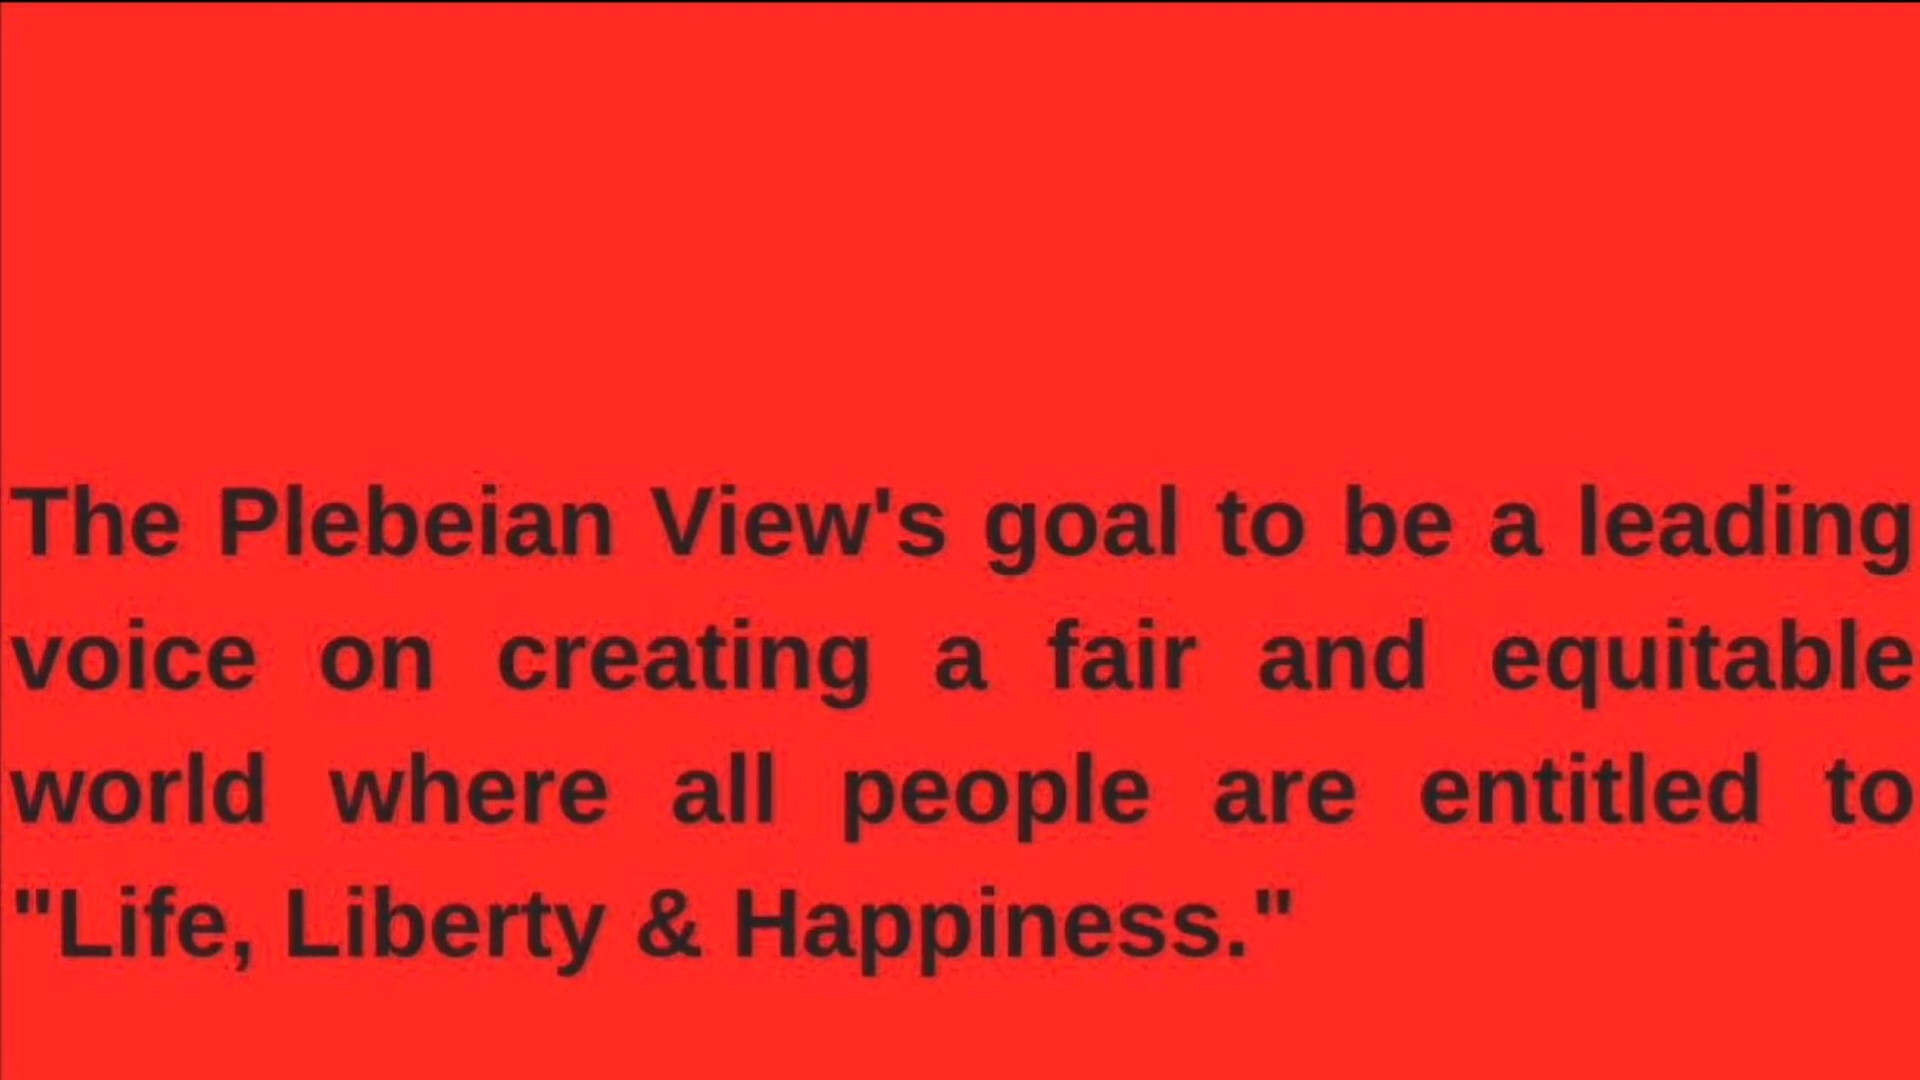 The Plebeian View's goal to be a leading
voice on creating a fair and equitable
world where all people are entitled to
"Life, Liberty & Happiness."